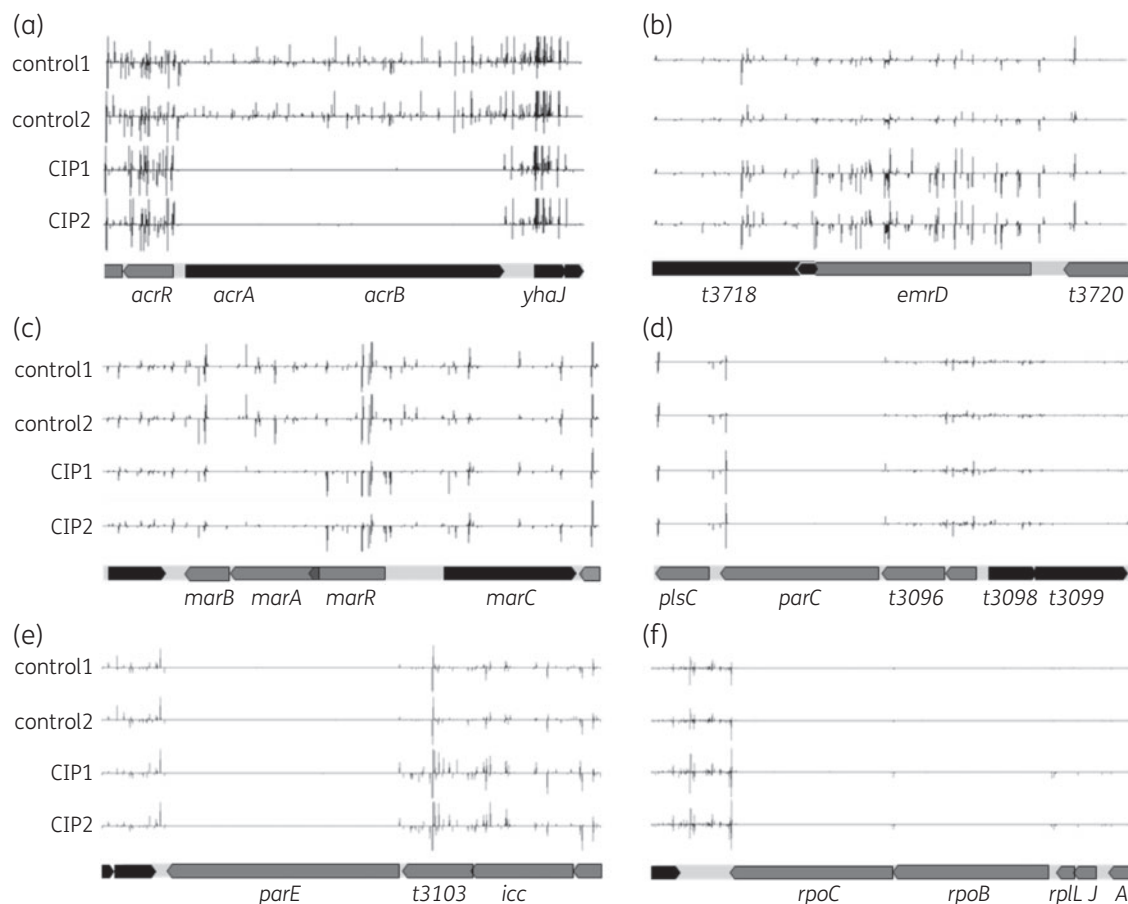 (a)
control1
control2
CIP1
CIP2
acrR acrA acrB yhaJ
(b)
t3718 emrD t3720
(c)
control1
control2
CIP1
CIP2
marB marA marR marC
(d)
plsC parC t3096 t3098 t3099
(e)
control1
control2
CIP1
CIP2
parE t3103 icc
(f)
rpoC rpoB rplL J A